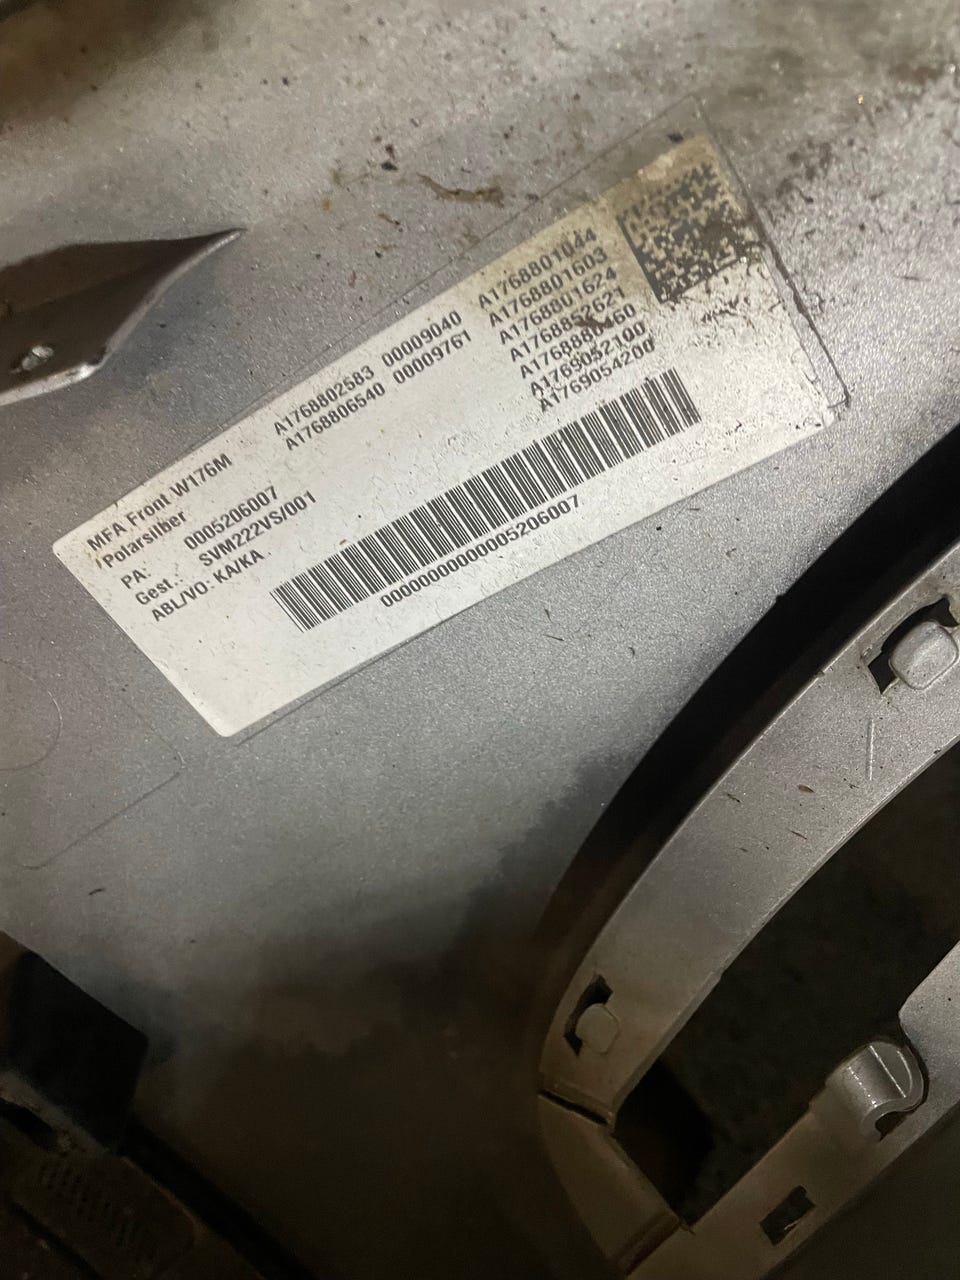 MFA Front W176M
Polarsilber
PA: 0005206007
Gest.: SVM222VS/001
ABL/VO: KA/KA
A1768802583 00009040
A1768806540 00009761
A1768801044
A1768801603
A1768801624
A1768852621
A1769052100
A1769054200
00000000000005206007